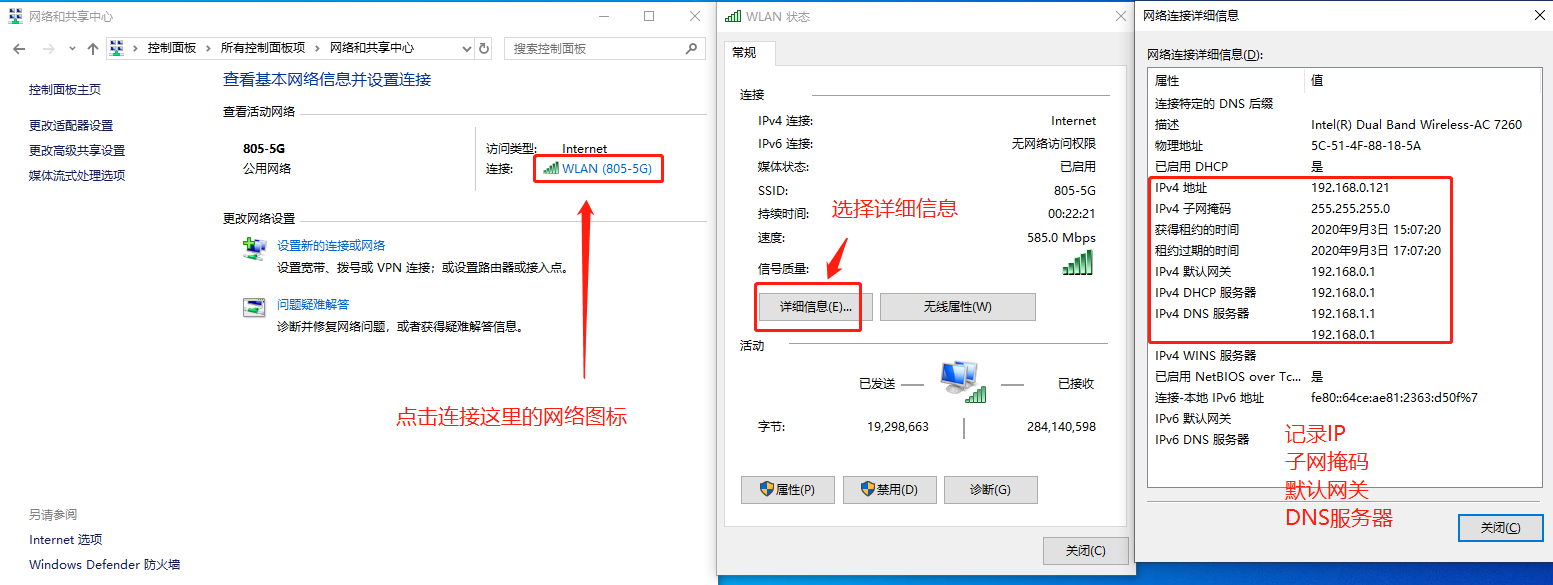 网络和共享中心
控制面板 › 所有控制面板项 › 网络和共享中心
搜索控制面板
控制面板主页
更改适配器设置
更改高级共享设置
媒体流式处理选项
查看基本网络信息并设置连接
查看活动网络
805-5G
公用网络
访问类型: Internet
连接: WLAN (805-5G)
更改网络设置
设置新的连接或网络
设置宽带、拨号或 VPN 连接；或设置路由器或接入点。
问题疑难解答
诊断并修复网络问题，或者获得疑难解答信息。
点击连接这里的网络图标
另请参阅
Internet 选项
Windows Defender 防火墙
WLAN 状态
常规
连接
IPv4 连接: Internet
IPv6 连接: 无网络访问权限
媒体状态: 已启用
SSID: 805-5G
持续时间: 00:22:21
速度: 585.0 Mbps
信号质量:
选择详细信息
详细信息(E)... 无线属性(W)
活动
已发送 已接收
字节: 19,298,663 284,140,598
属性(P) 禁用(D) 诊断(G)
关闭(C)
网络连接详细信息
网络连接详细信息(D):
属性 值
连接特定的 DNS 后缀
描述 Intel(R) Dual Band Wireless-AC 7260
物理地址 5C-51-4F-88-18-5A
已启用 DHCP 是
IPv4 地址 192.168.0.121
IPv4 子网掩码 255.255.255.0
获得租约的时间 2020年9月3日 15:07:20
租约过期的时间 2020年9月3日 17:07:20
IPv4 默认网关 192.168.0.1
IPv4 DHCP 服务器 192.168.0.1
IPv4 DNS 服务器 192.168.1.1
192.168.0.1
IPv4 WINS 服务器
已启用 NetBIOS over Tc... 是
连接-本地 IPv6 地址 fe80::64ce:ae81:2363:d50f%7
IPv6 默认网关
IPv6 DNS 服务器
记录IP
子网掩码
默认网关
DNS服务器
关闭(C)